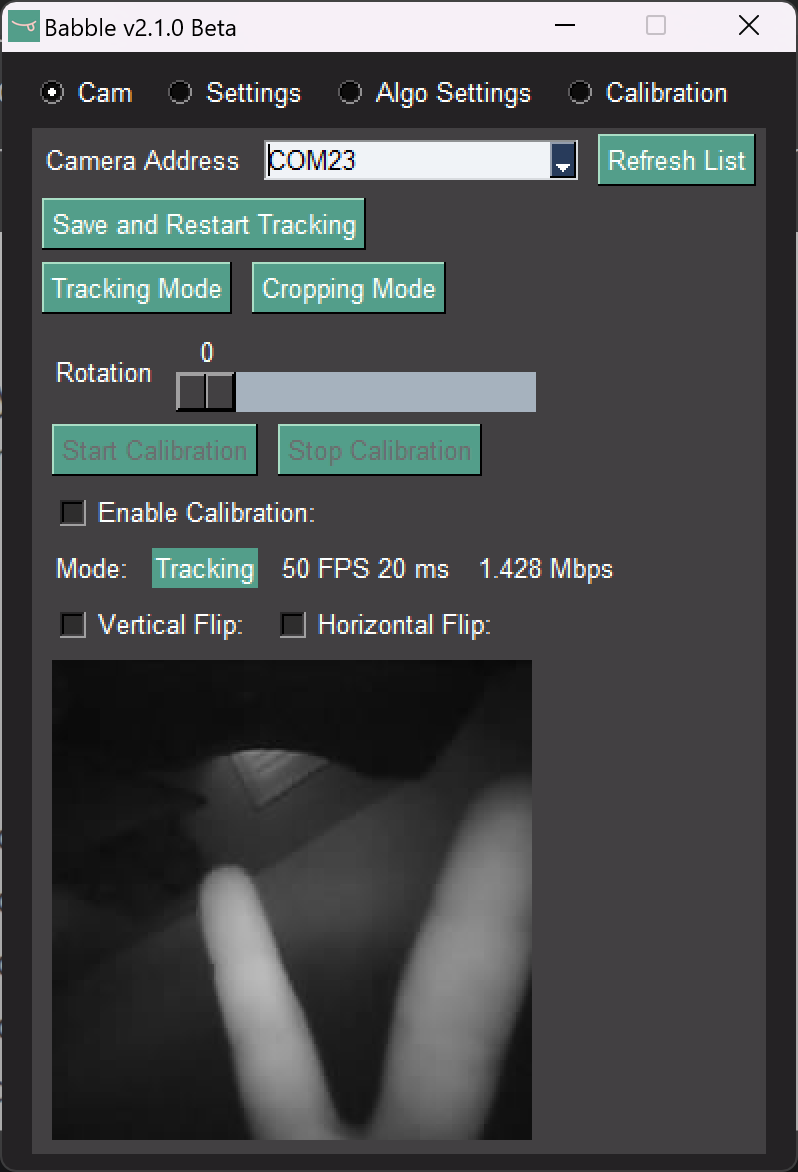 Babble v2.1.0 Beta
Cam Settings Algo Settings Calibration
Camera Address COM23 Refresh List
Save and Restart Tracking
Tracking Mode Cropping Mode
0
Rotation
Start Calibration Stop Calibration
Enable Calibration:
Mode: Tracking 50 FPS 20 ms 1.428 Mbps
Vertical Flip: Horizontal Flip: